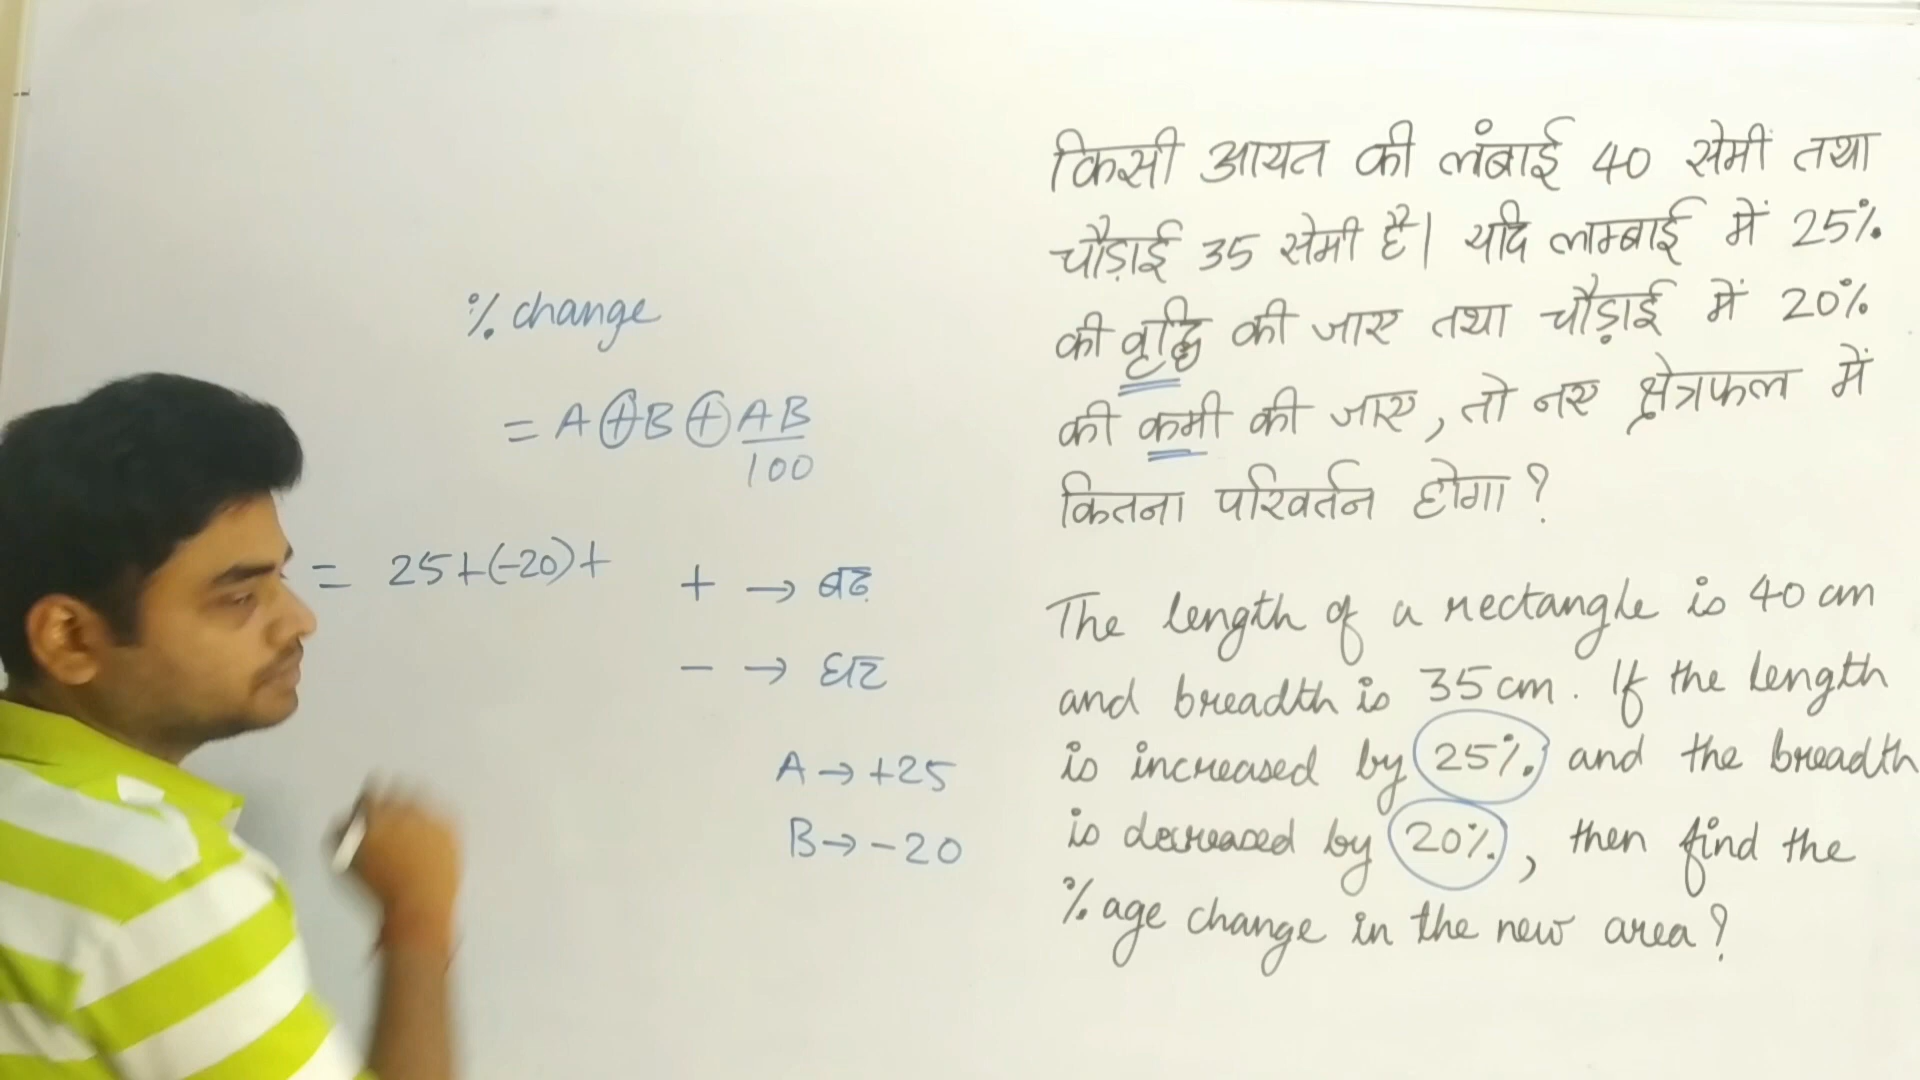 % change
= A + B + AB
100
= 25+(-20)+
+ → बढ़
- → घट
A → +25
B → -20
किसी आयत की लंबाई 40 सेमी तथा
चौड़ाई 35 सेमी है। यदि लम्बाई में 25%
की वृद्धि की जाए तथा चौड़ाई में 20%
की कमी की जाए, तो नए क्षेत्रफल में
कितना परिवर्तन होगा?
The length of a rectangle is 40 cm
and breadth is 35 cm. If the length
is increased by 25% and the breadth
is decreased by 20%, then find the
%age change in the new area?